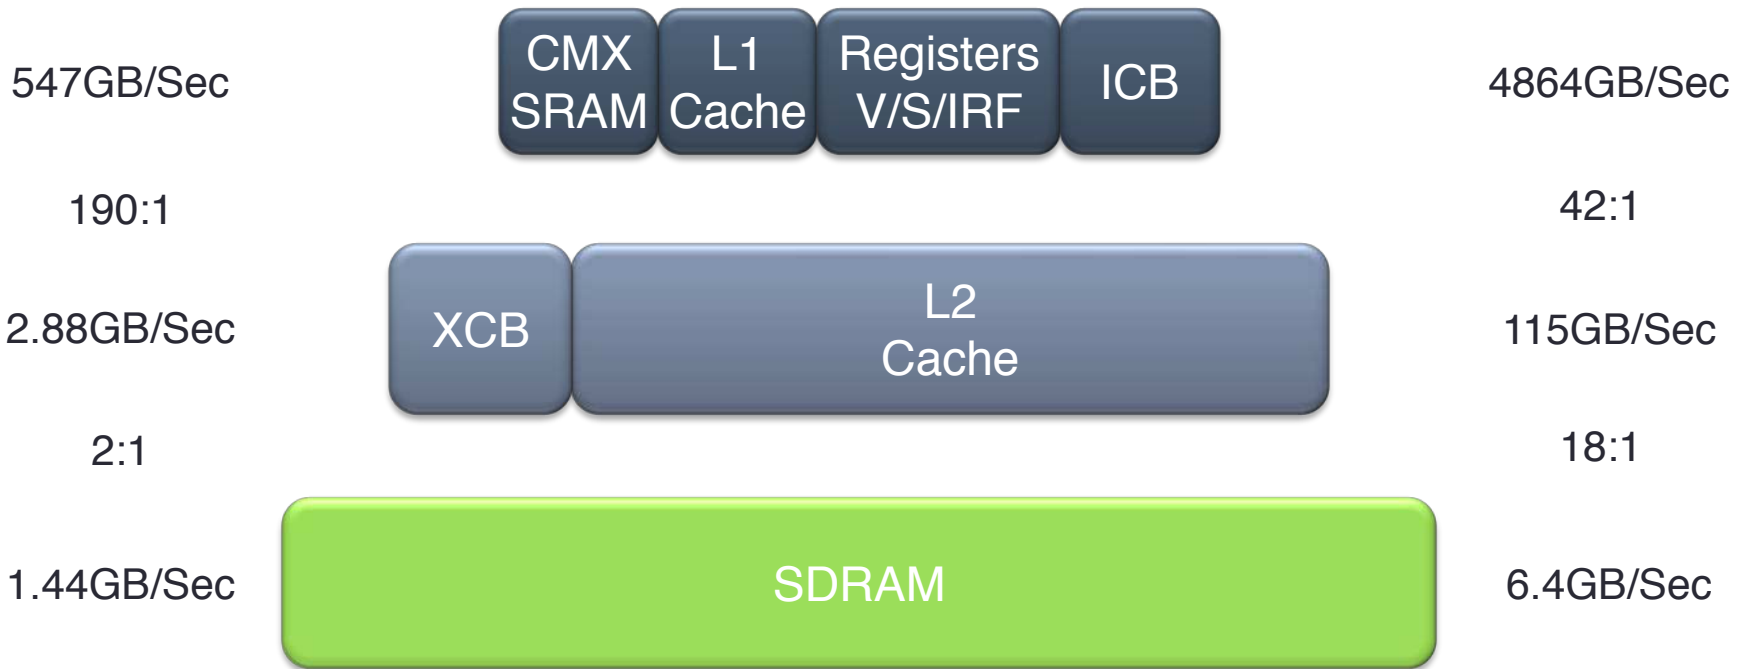 547GB/Sec
CMX
SRAM
L1
Cache
Registers
V/S/IRF
ICB
4864GB/Sec
190:1
42:1
2.88GB/Sec
XCB
L2
Cache
115GB/Sec
2:1
18:1
1.44GB/Sec
SDRAM
6.4GB/Sec